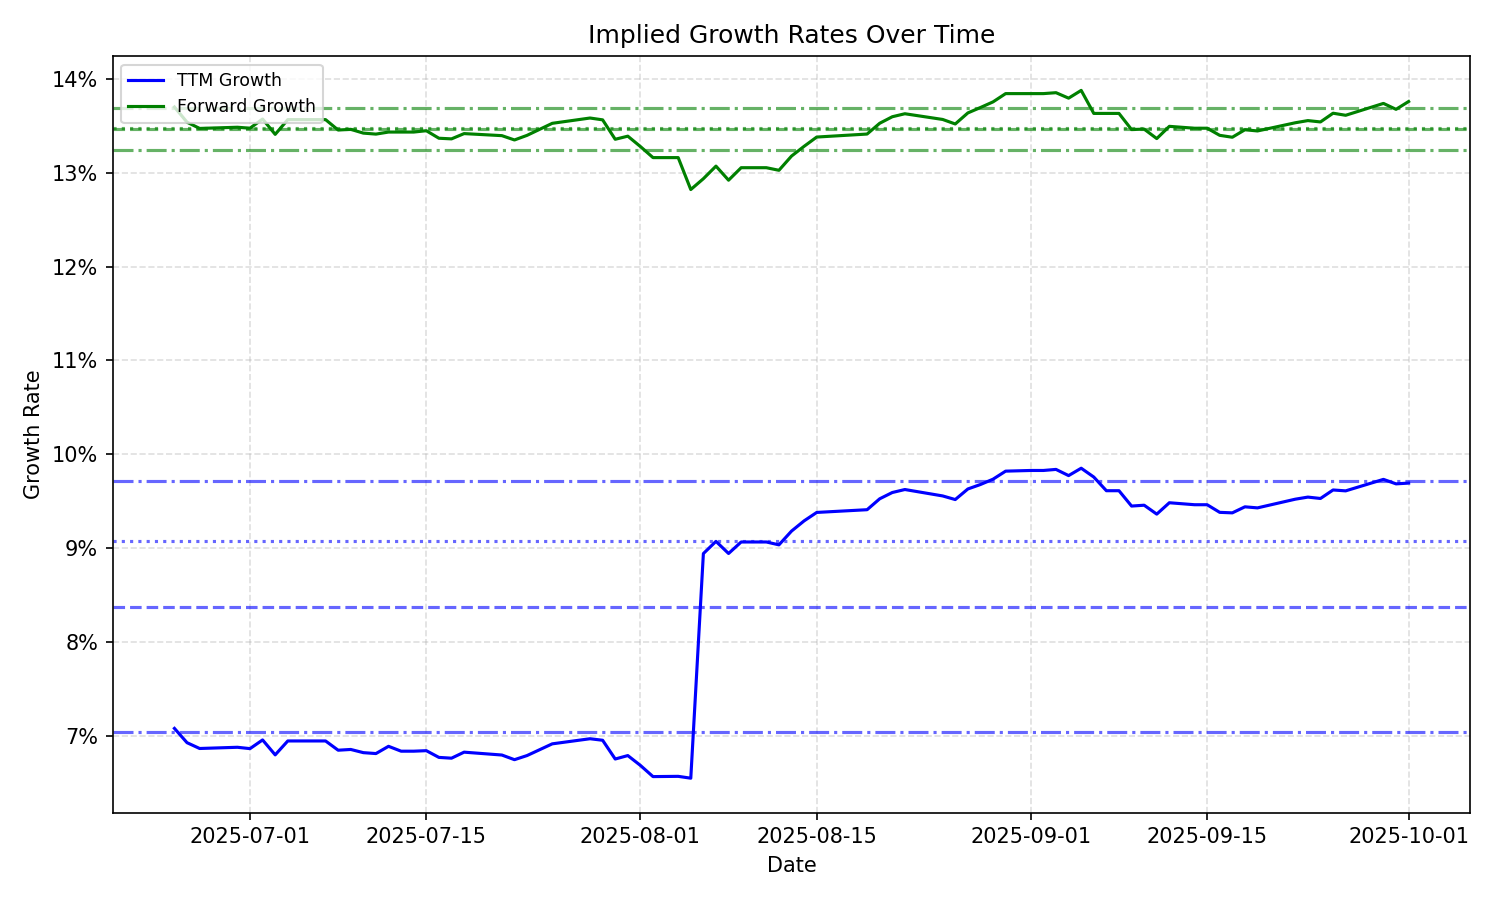 Implied Growth Rates Over Time
TTM Growth
Forward Growth
14%
13%
12%
11%
10%
9%
8%
7%
Growth Rate
2025-07-01 2025-07-15 2025-08-01 2025-08-15 2025-09-01 2025-09-15 2025-10-01
Date